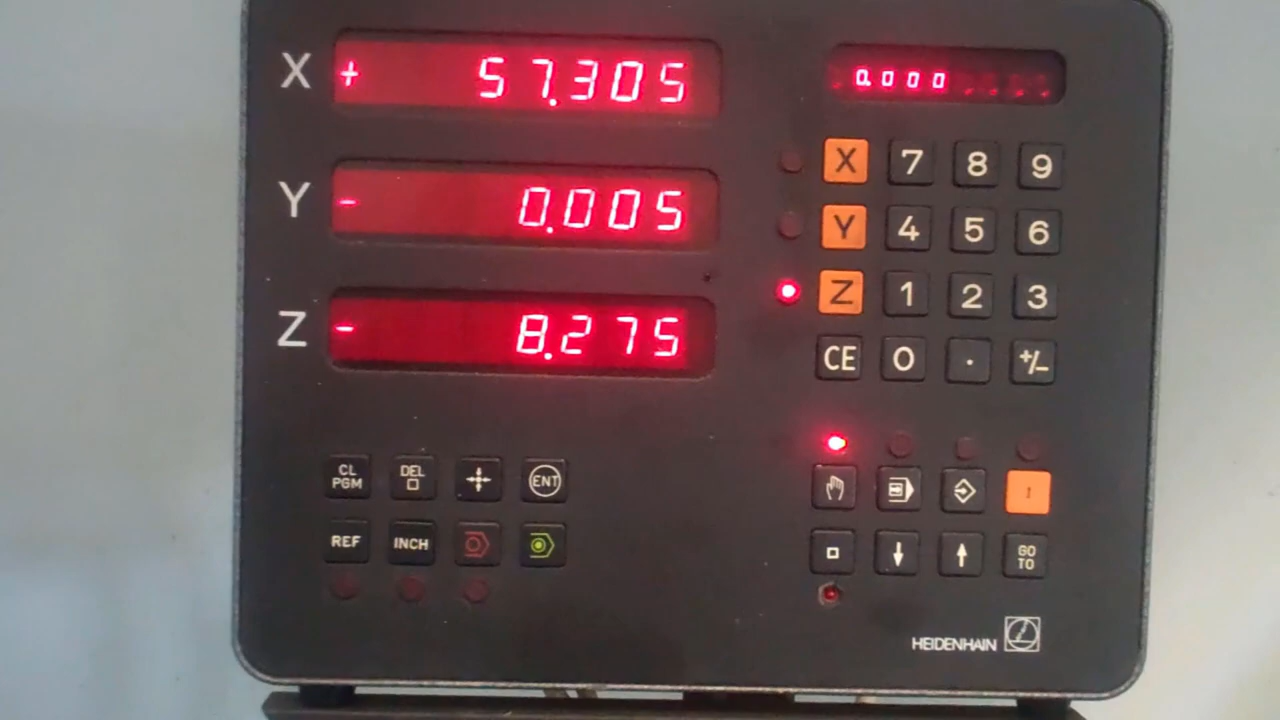 X + 57.305 0.000
X 7 8 9
Y - 0.005
Y 4 5 6
Z - 8.275
Z 1 2 3
CE 0 . +/-
CL PGM DEL ENT I
REF INCH GO TO
HEIDENHAIN